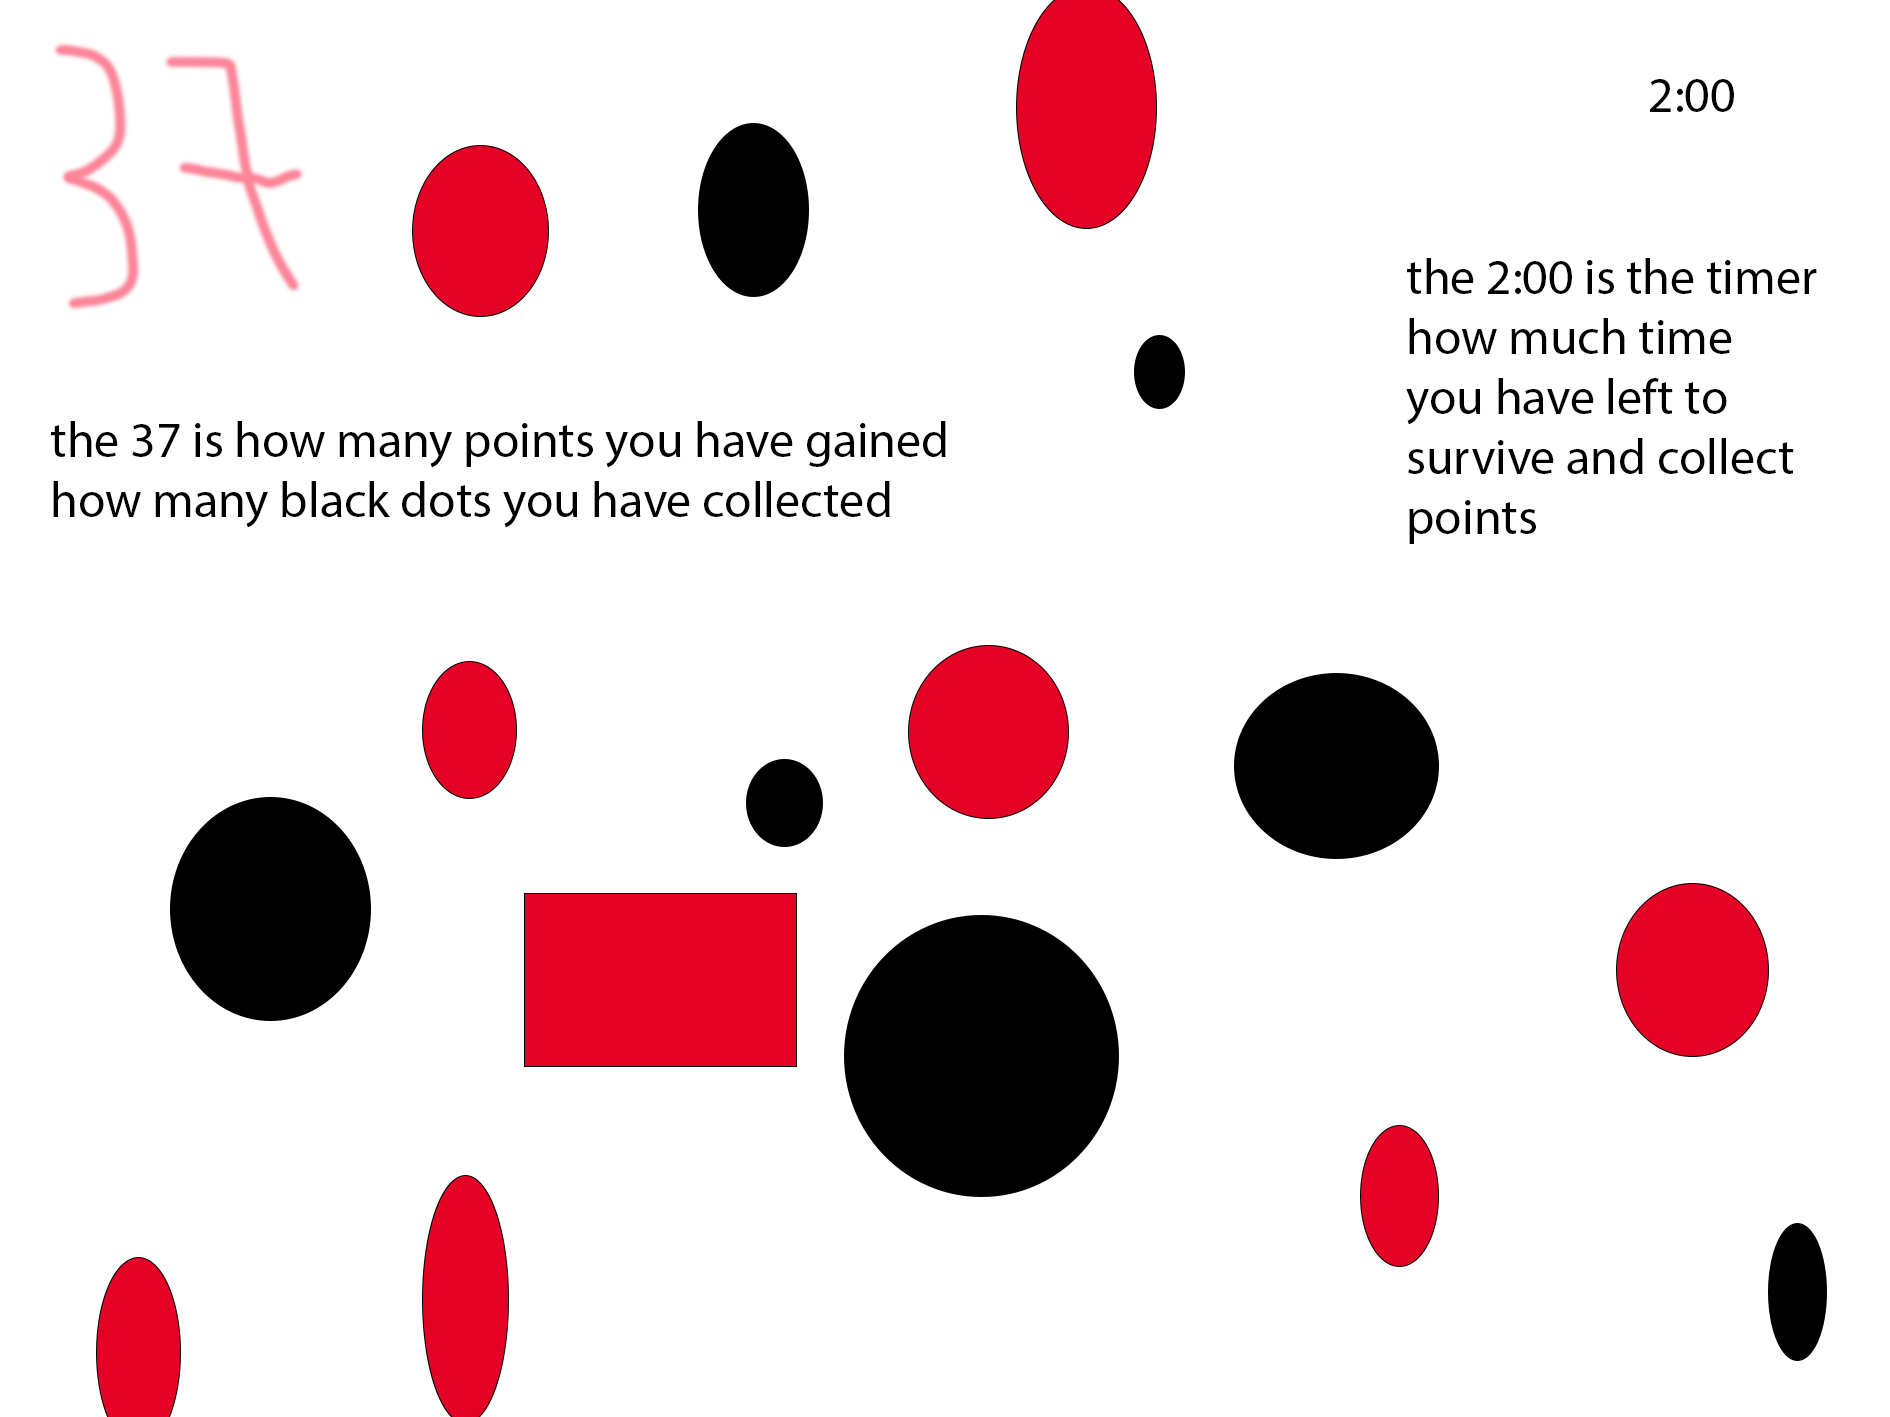 37
2:00
the 2:00 is the timer
how much time
you have left to
survive and collect
points
the 37 is how many points you have gained
how many black dots you have collected